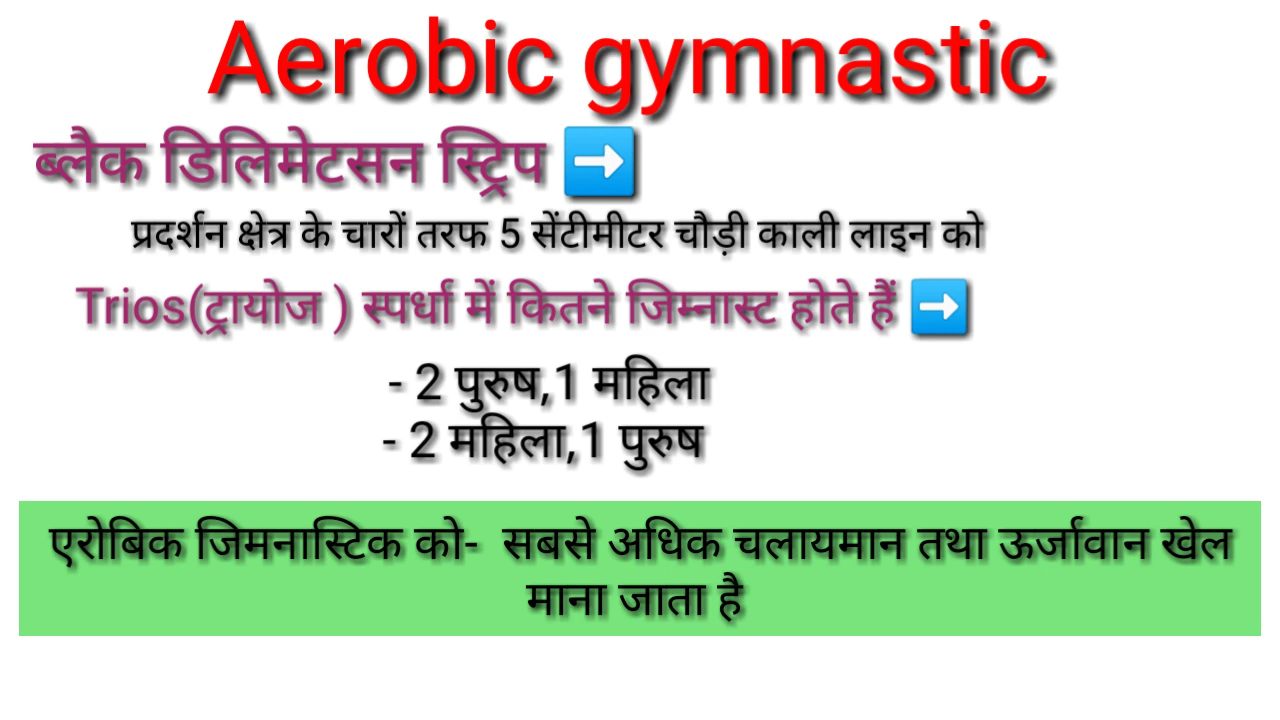 Aerobic gymnastic
ब्लैक डिलिमेटसन स्ट्रिप ➡️
प्रदर्शन क्षेत्र के चारों तरफ 5 सेंटीमीटर चौड़ी काली लाइन को
Trios(ट्रायोज ) स्पर्धा में कितने जिम्नास्ट होते हैं ➡️
- 2 पुरुष,1 महिला
- 2 महिला,1 पुरुष
एरोबिक जिमनास्टिक को- सबसे अधिक चलायमान तथा ऊर्जावान खेल
माना जाता है